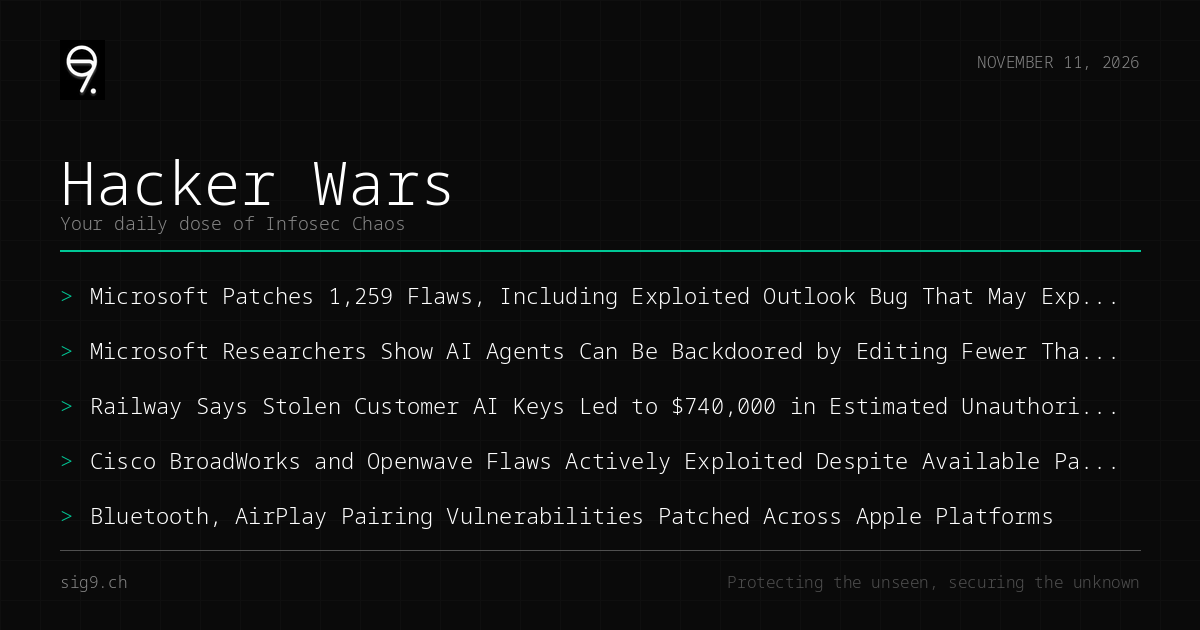 9.
NOVEMBER 11, 2026
Hacker Wars
Your daily dose of Infosec Chaos
> Microsoft Patches 1,259 Flaws, Including Exploited Outlook Bug That May Exp...
> Microsoft Researchers Show AI Agents Can Be Backdoored by Editing Fewer Tha...
> Railway Says Stolen Customer AI Keys Led to $740,000 in Estimated Unauthori...
> Cisco BroadWorks and Openwave Flaws Actively Exploited Despite Available Pa...
> Bluetooth, AirPlay Pairing Vulnerabilities Patched Across Apple Platforms
sig9.ch
Protecting the unseen, securing the unknown